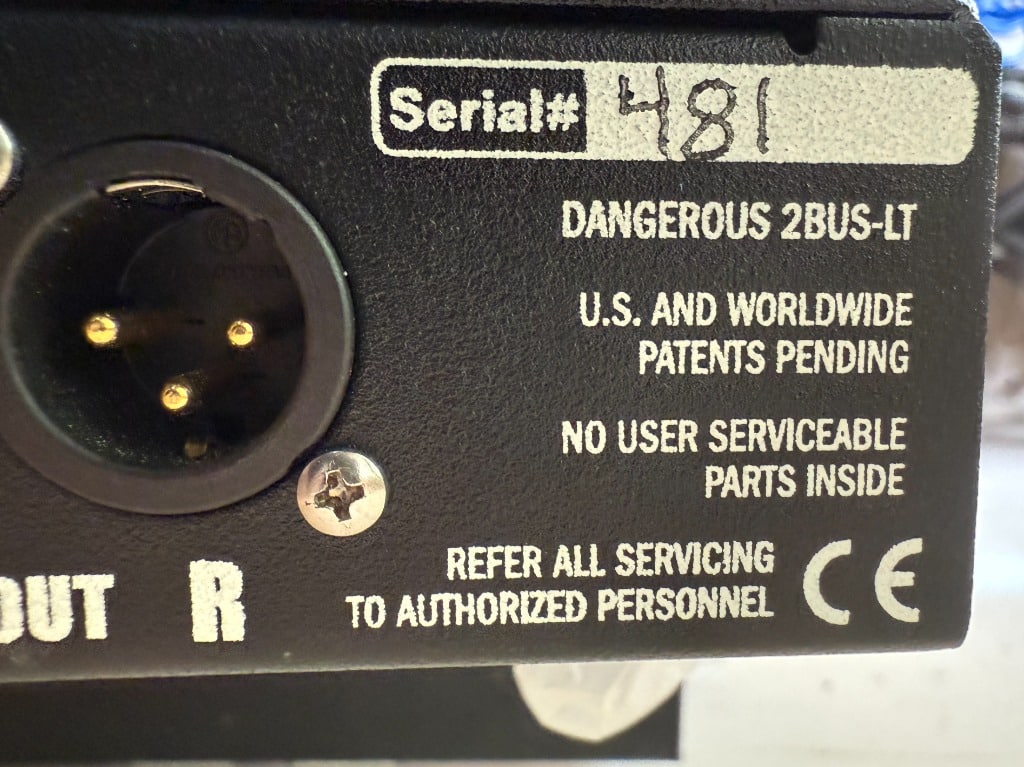 Serial# 481
DANGEROUS 2BUS-LT
U.S. AND WORLDWIDE
PATENTS PENDING
NO USER SERVICEABLE
PARTS INSIDE
REFER ALL SERVICING
TO AUTHORIZED PERSONNEL
CE
OUT R